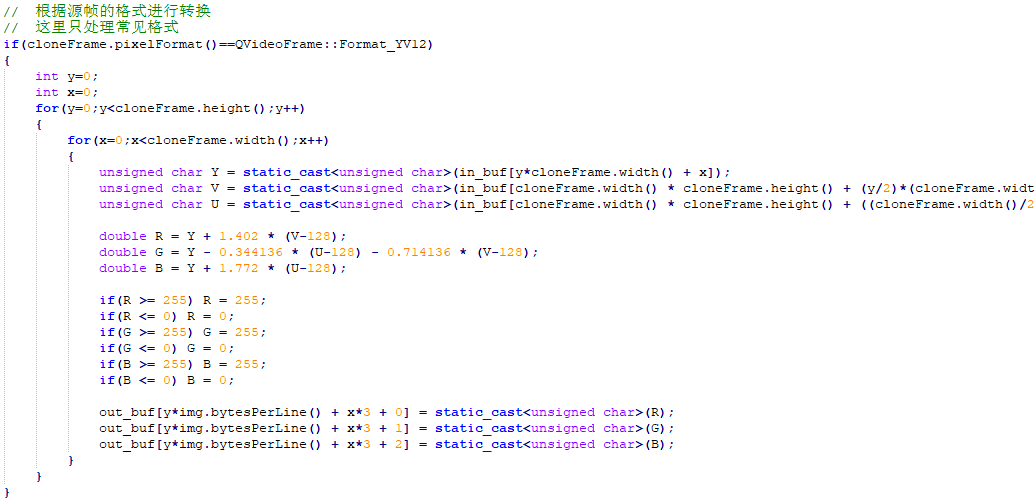 //  根据源帧的格式进行转换
//  这里只处理常见格式
if(cloneFrame.pixelFormat()==QVideoFrame::Format_YV12)
{
    int y=0;
    int x=0;
    for(y=0;y<cloneFrame.height();y++)
    {
        for(x=0;x<cloneFrame.width();x++)
        {
            unsigned char Y = static_cast<unsigned char>(in_buf[y*cloneFrame.width() + x]);
            unsigned char V = static_cast<unsigned char>(in_buf[cloneFrame.width() * cloneFrame.height() + (y/2)*(cloneFrame.widt
            unsigned char U = static_cast<unsigned char>(in_buf[cloneFrame.width() * cloneFrame.height() + ((cloneFrame.width()/2
            double R = Y + 1.402 * (V-128);
            double G = Y - 0.344136 * (U-128) - 0.714136 * (V-128);
            double B = Y + 1.772 * (U-128);
            if(R >= 255) R = 255;
            if(R <= 0) R = 0;
            if(G >= 255) G = 255;
            if(G <= 0) G = 0;
            if(B >= 255) B = 255;
            if(B <= 0) B = 0;
            out_buf[y*img.bytesPerLine() + x*3 + 0] = static_cast<unsigned char>(R);
            out_buf[y*img.bytesPerLine() + x*3 + 1] = static_cast<unsigned char>(G);
            out_buf[y*img.bytesPerLine() + x*3 + 2] = static_cast<unsigned char>(B);
        }
    }
}